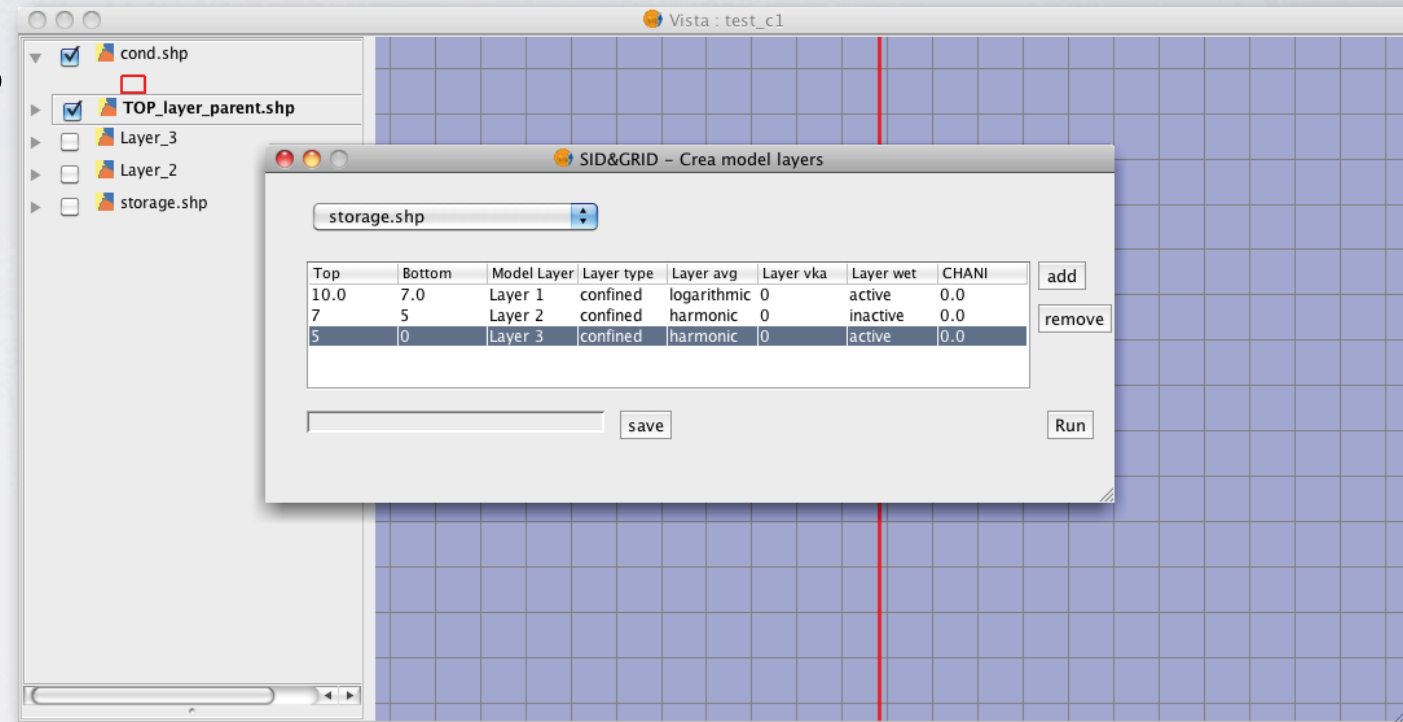 Vista : test_c1
cond.shp
TOP_layer_parent.shp
Layer_3
Layer_2
storage.shp
SID&GRID – Crea model layers
storage.shp
Top Bottom Model Layer Layer type Layer avg Layer vka Layer wet CHANI
10.0 7.0 Layer 1 confined logarithmic 0 active 0.0
7 5 Layer 2 confined harmonic 0 inactive 0.0
5 0 Layer 3 confined harmonic 0 active 0.0
add
remove
save
Run